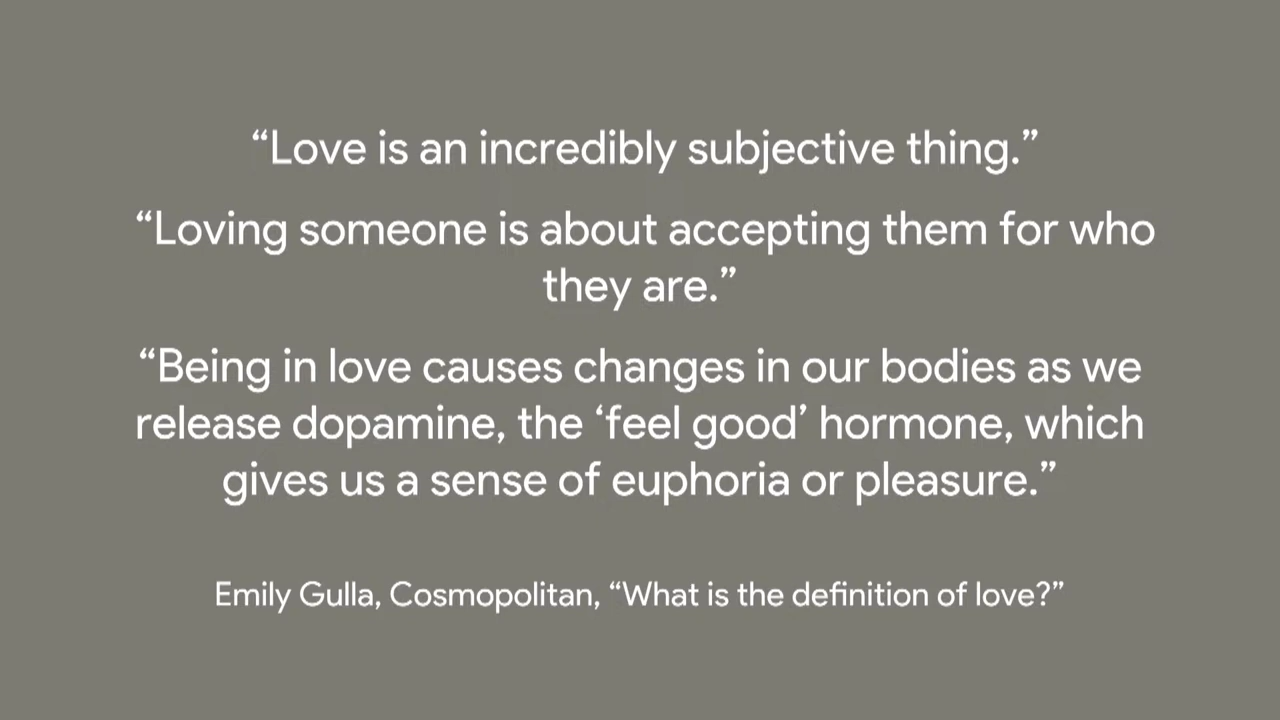 “Love is an incredibly subjective thing.”
“Loving someone is about accepting them for who
they are.”
“Being in love causes changes in our bodies as we
release dopamine, the ‘feel good’ hormone, which
gives us a sense of euphoria or pleasure.”
Emily Gulla, Cosmopolitan, “What is the definition of love?”